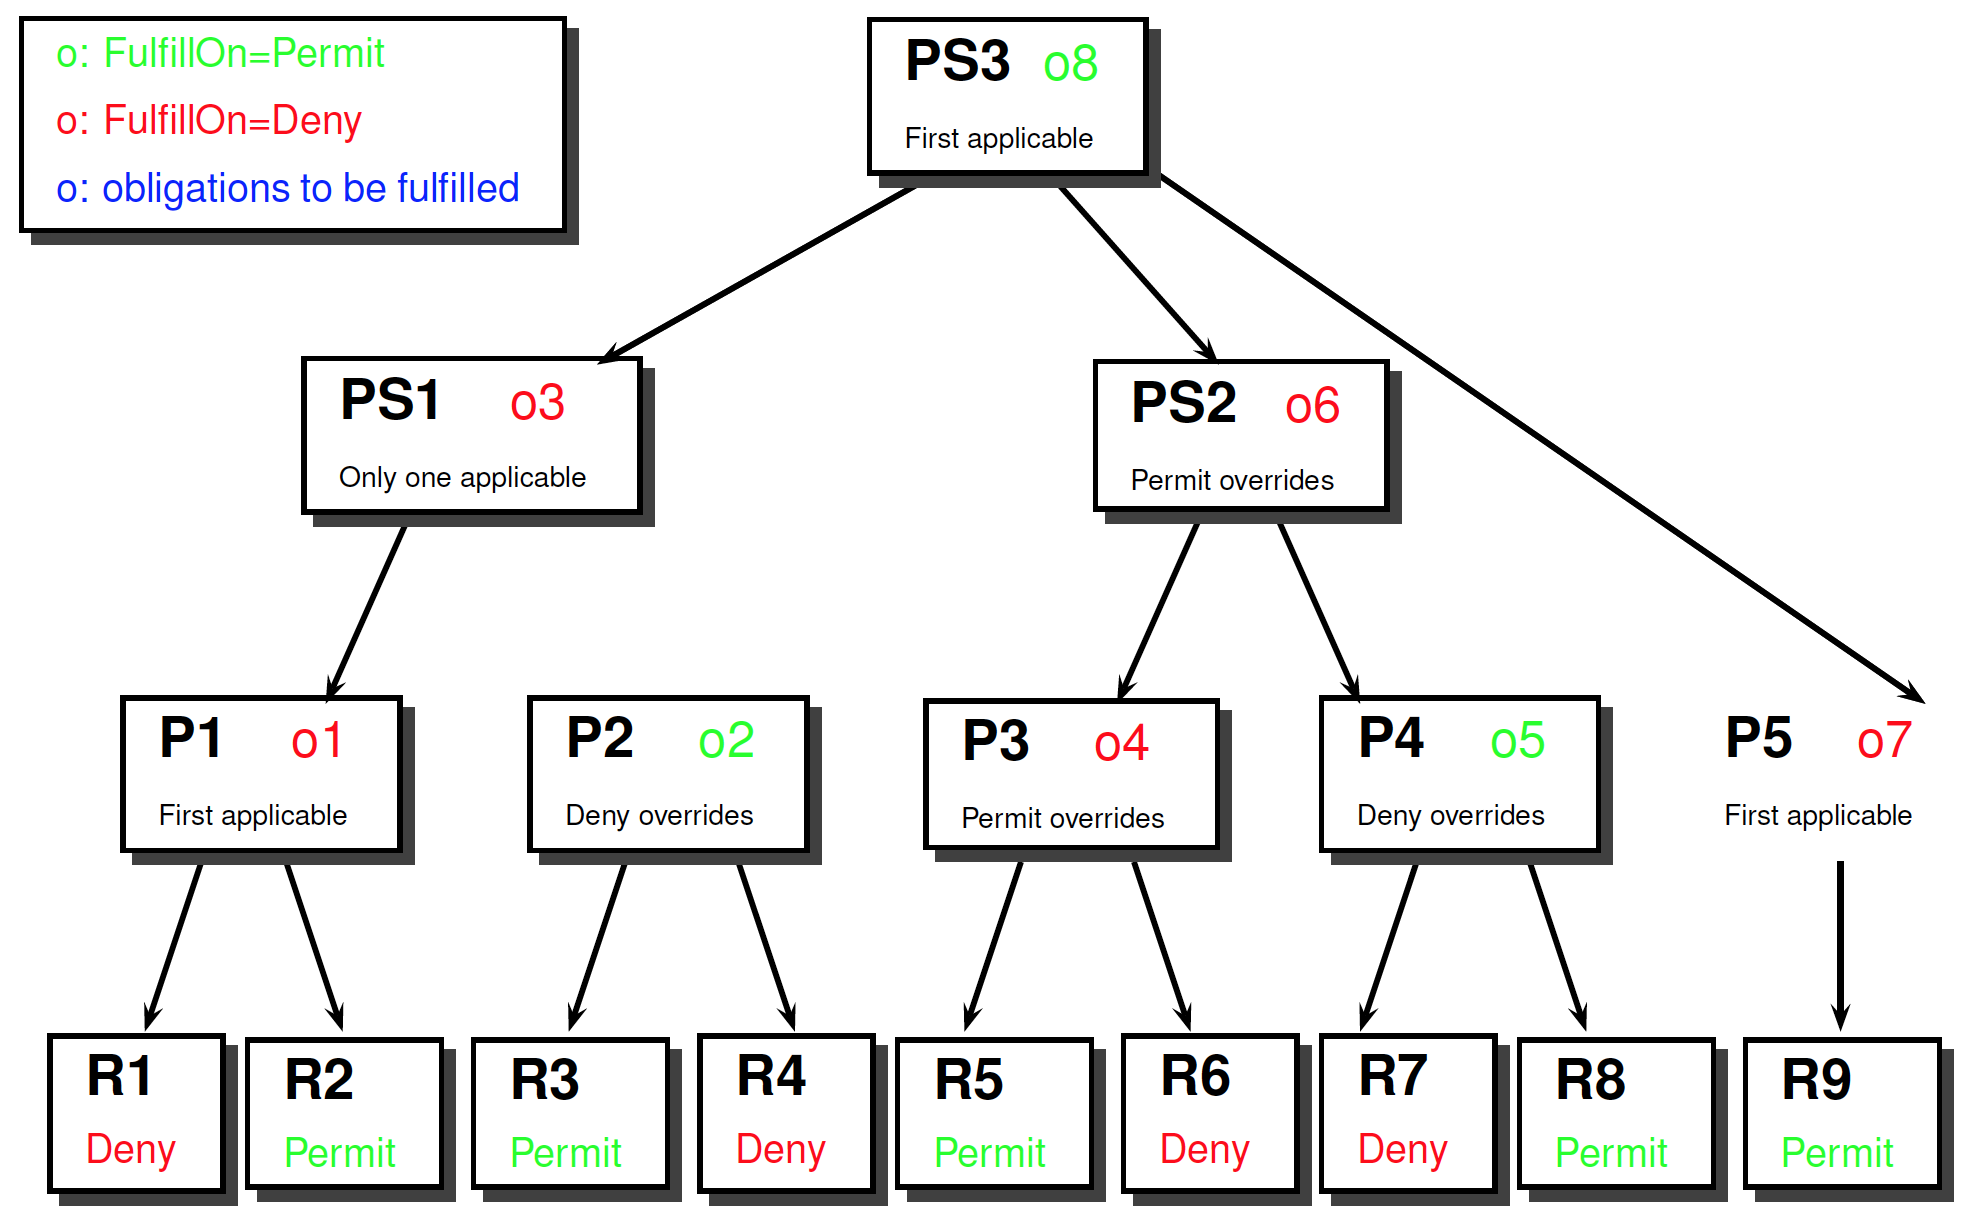 o: FulfillOn=Permit
o: FulfillOn=Deny
o: obligations to be fulfilled
PS3 o8
First applicable
PS1 o3
Only one applicable
PS2 o6
Permit overrides
P1 o1
First applicable
P2 o2
Deny overrides
P3 o4
Permit overrides
P4 o5
Deny overrides
P5 o7
First applicable
R1
Deny
R2
Permit
R3
Permit
R4
Deny
R5
Permit
R6
Deny
R7
Deny
R8
Permit
R9
Permit